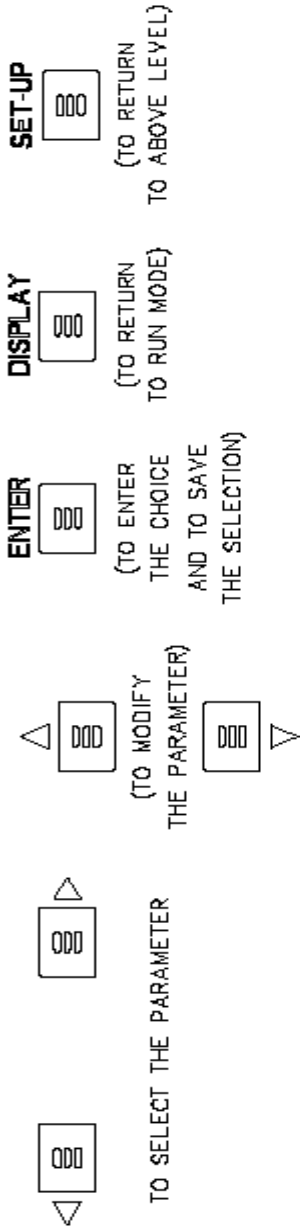 TO SELECT THE PARAMETER
(TO MODIFY
THE PARAMETER)
ENTER
(TO ENTER
THE CHOICE
AND TO SAVE
THE SELECTION)
DISPLAY
(TO RETURN
TO RUN MODE)
SET-UP
(TO RETURN
TO ABOVE LEVEL)